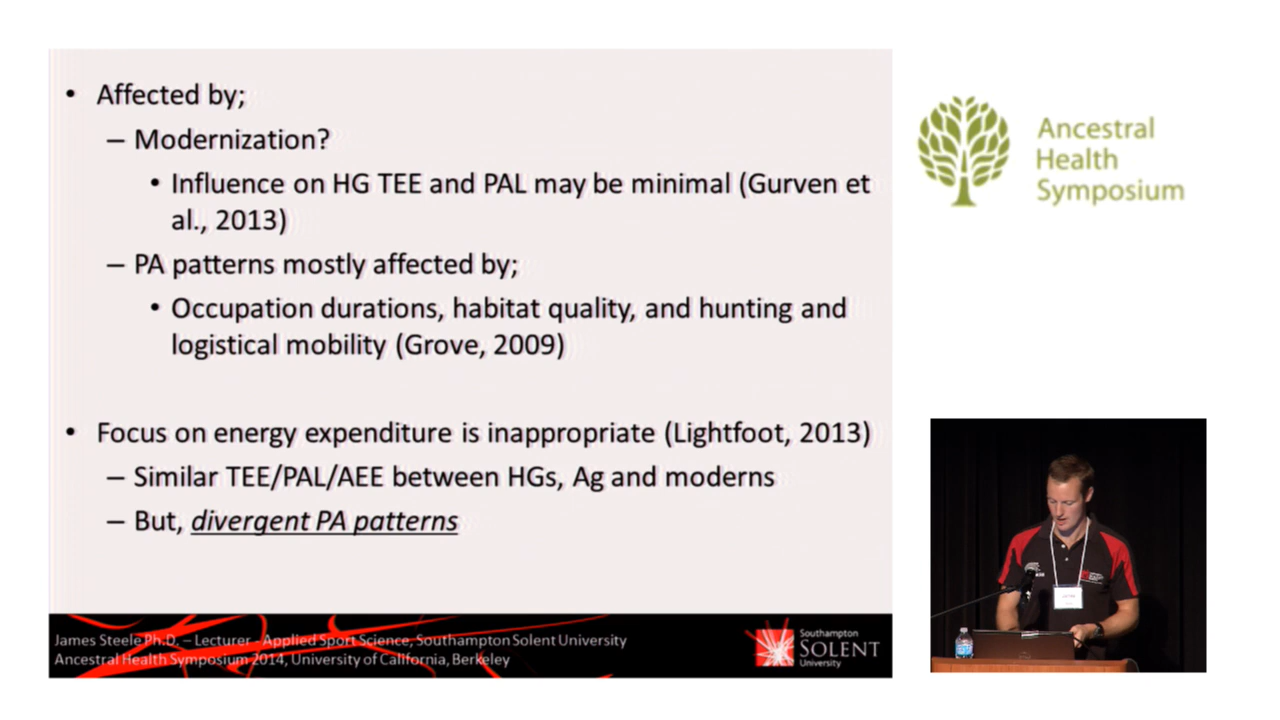 • Affected by;
– Modernization?
• Influence on HG TEE and PAL may be minimal (Gurven et
al., 2013)
– PA patterns mostly affected by;
• Occupation durations, habitat quality, and hunting and
logistical mobility (Grove, 2009)
• Focus on energy expenditure is inappropriate (Lightfoot, 2013)
– Similar TEE/PAL/AEE between HGs, Ag and moderns
– But, divergent PA patterns
James Steele Ph.D. – Lecturer - Applied Sport Science, Southampton Solent University
Ancestral Health Symposium 2014, University of California, Berkeley
Southampton
SOLENT
University
Ancestral
Health
Symposium